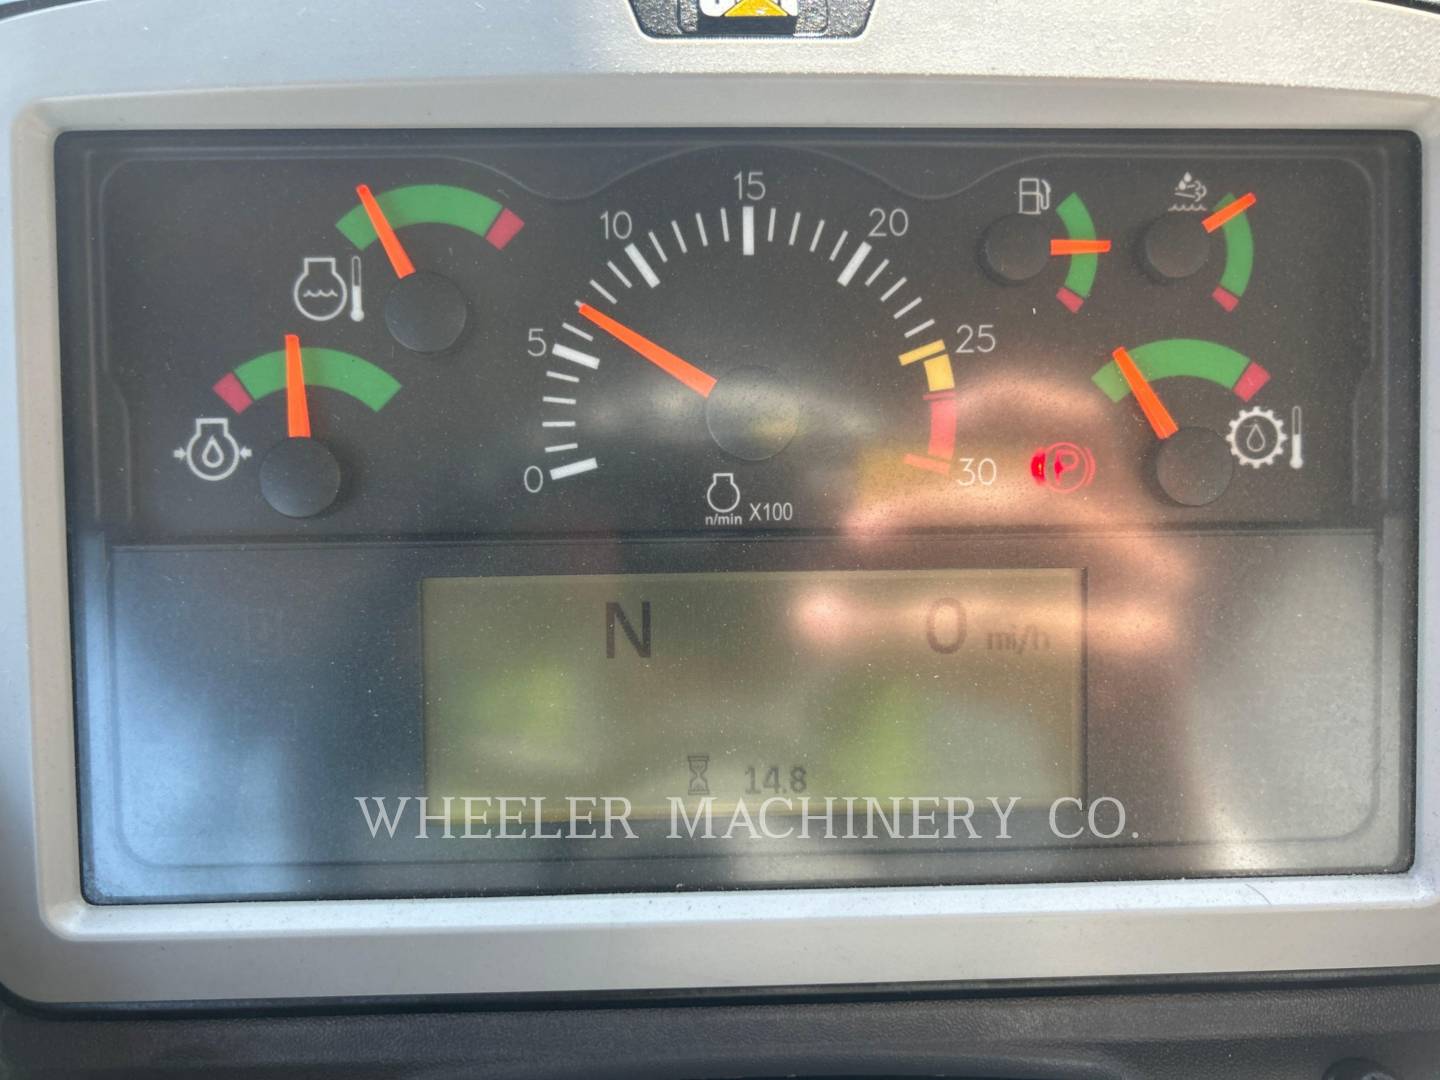 15
10
20
5
25
0
30
P
n/min X100
N 0 mi/h
14.8
WHEELER MACHINERY CO.